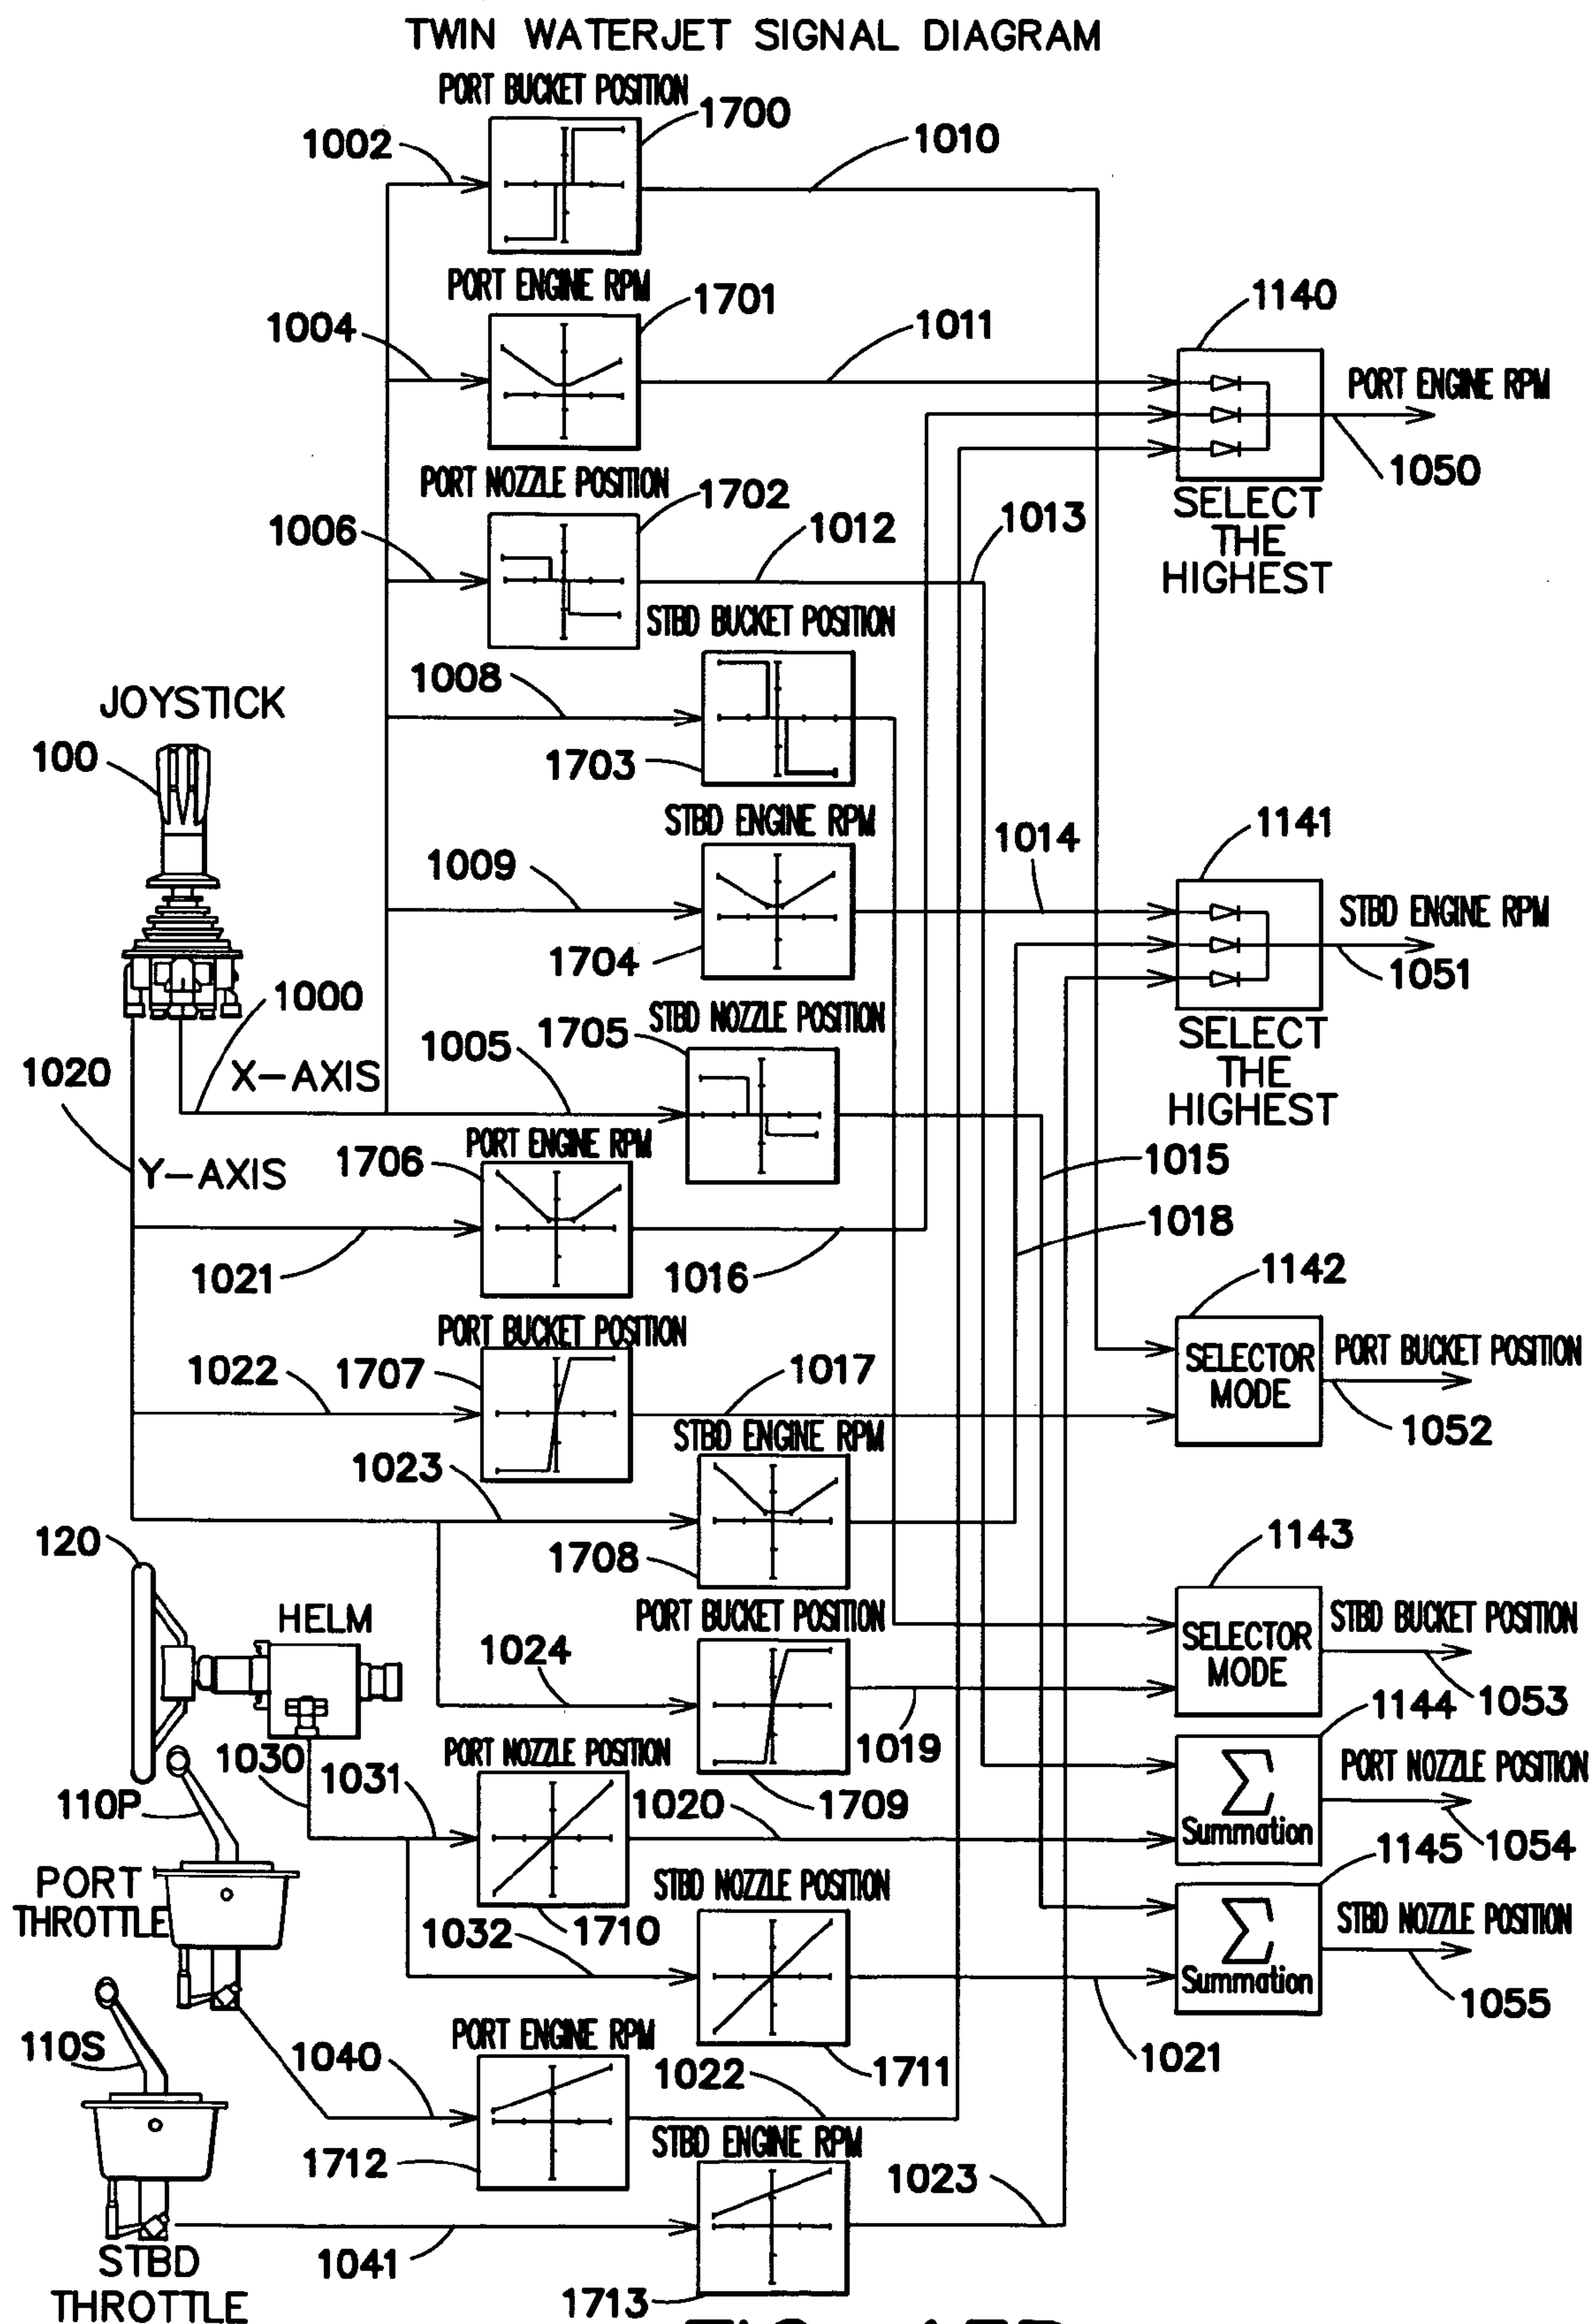 TWIN WATERJET SIGNAL DIAGRAM
PORT BUCKET POSITION
1700
1002
1010
PORT ENGINE RPM
1701
1004
1011
1140
PORT ENGINE RPM
1050
SELECT
THE
HIGHEST
PORT NOZZLE POSITION
1702
1006
1012
1013
STBD BUCKET POSITION
1008
1703
JOYSTICK
100
STBD ENGINE RPM
1009
1014
1704
1141
STBD ENGINE RPM
1051
SELECT
THE
HIGHEST
1000
1005
1705
STBD NOZZLE POSITION
1020
X-AXIS
Y-AXIS
PORT ENGINE RPM
1706
1015
1018
1021
1016
1142
PORT BUCKET POSITION
1022
1707
1017
SELECTOR
MODE
PORT BUCKET POSITION
1052
STBD ENGINE RPM
1023
1708
120
HELM
1143
PORT BUCKET POSITION
1024
1019
1709
SELECTOR
MODE
STBD BUCKET POSITION
1053
1144
1030
1031
PORT NOZZLE POSITION
1020
1710
Σ
Summation
PORT NOZZLE POSITION
1054
1145
110P
PORT
THROTTLE
STBD NOZZLE POSITION
1032
1711
1021
Σ
Summation
STBD NOZZLE POSITION
1055
110S
1040
PORT ENGINE RPM
1022
1712
STBD ENGINE RPM
1023
1041
1713
STBD
THROTTLE